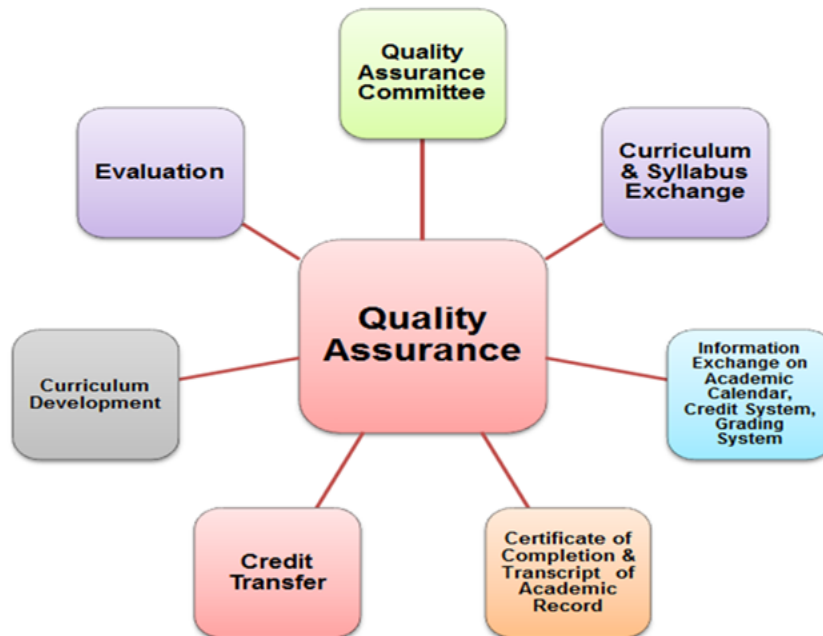 Quality
Assurance
Committee
Evaluation
Curriculum
& Syllabus
Exchange
Quality
Assurance
Curriculum
Development
Information
Exchange on
Academic
Calendar,
Credit System,
Grading
System
Credit
Transfer
Certificate of
Completion &
Transcript of
Academic
Record